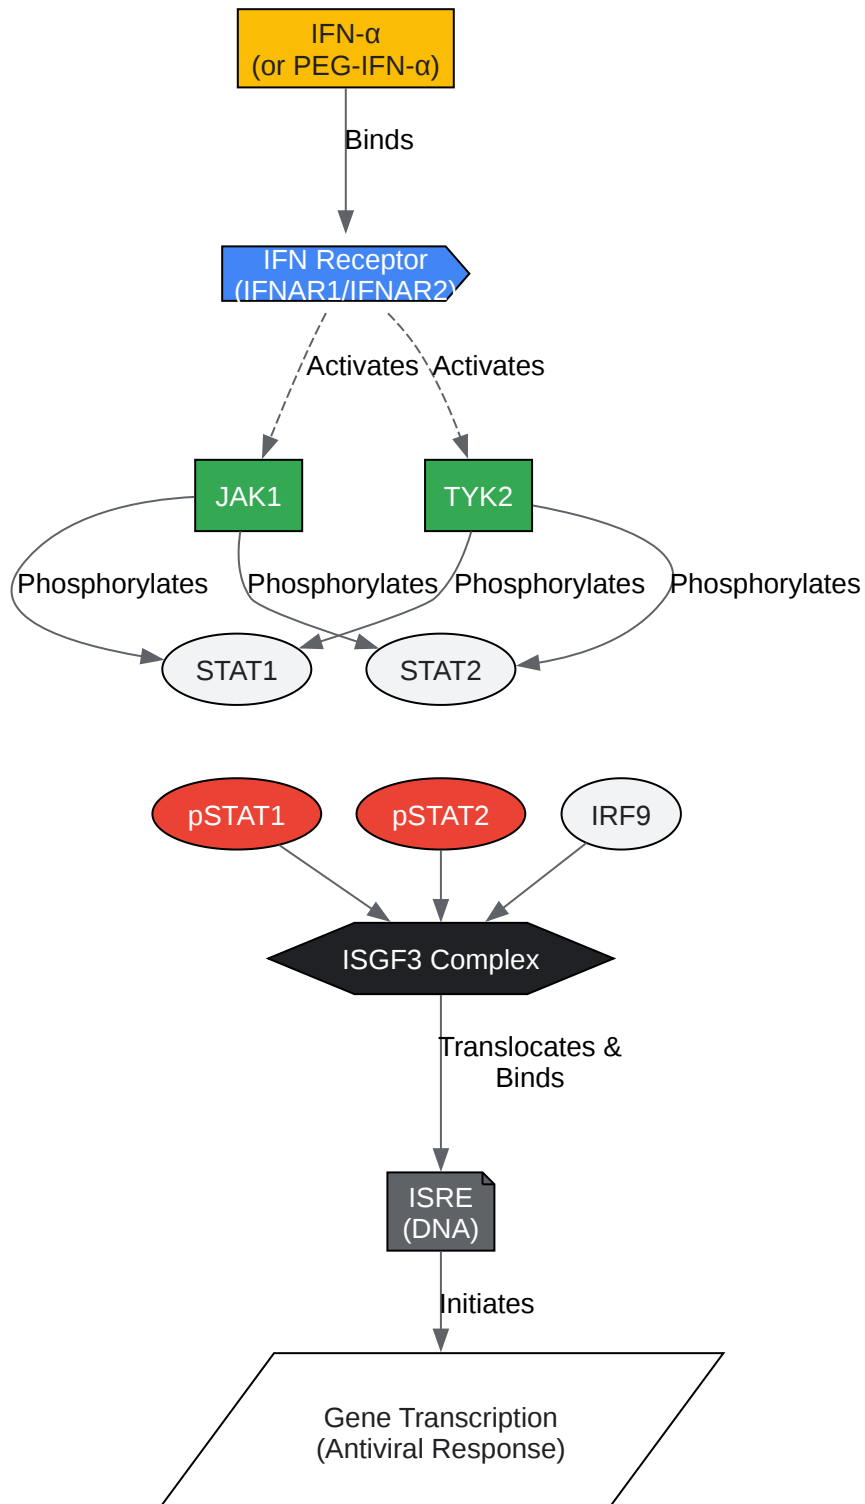 IFN-α
(or PEG-IFN-α)
Binds
IFN Receptor
(IFNAR1/IFNAR2)
Activates
Activates
JAK1
TYK2
Phosphorylates
Phosphorylates
Phosphorylates
Phosphorylates
STAT1
STAT2
pSTAT1
pSTAT2
IRF9
ISGF3 Complex
Translocates &
Binds
ISRE
(DNA)
Initiates
Gene Transcription
(Antiviral Response)